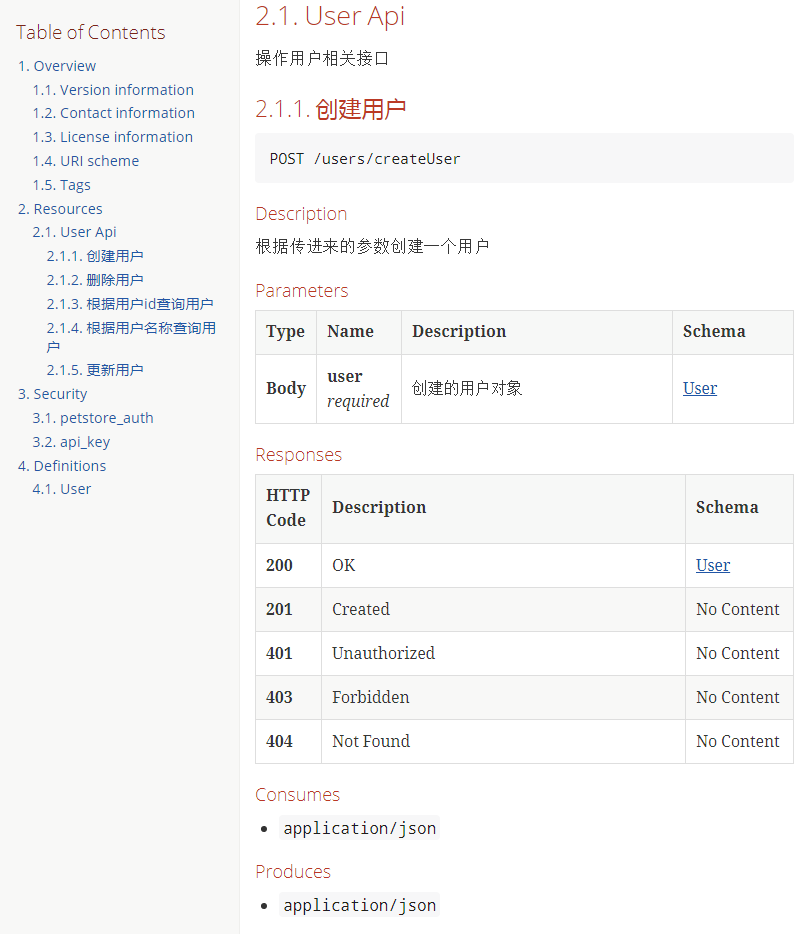 Table of Contents
1. Overview
1.1. Version information
1.2. Contact information
1.3. License information
1.4. URI scheme
1.5. Tags
2. Resources
2.1. User Api
2.1.1. 创建用户
2.1.2. 删除用户
2.1.3. 根据用户id查询用户
2.1.4. 根据用户名称查询用
户
2.1.5. 更新用户
3. Security
3.1. petstore_auth
3.2. api_key
4. Definitions
4.1. User
2.1. User Api
操作用户相关接口
2.1.1. 创建用户
POST /users/createUser
Description
根据传进来的参数创建一个用户
Parameters
Type Name Description Schema
Body user required 创建的用户对象 User
Responses
HTTP Code Description Schema
200 OK User
201 Created No Content
401 Unauthorized No Content
403 Forbidden No Content
404 Not Found No Content
Consumes
• application/json
Produces
• application/json